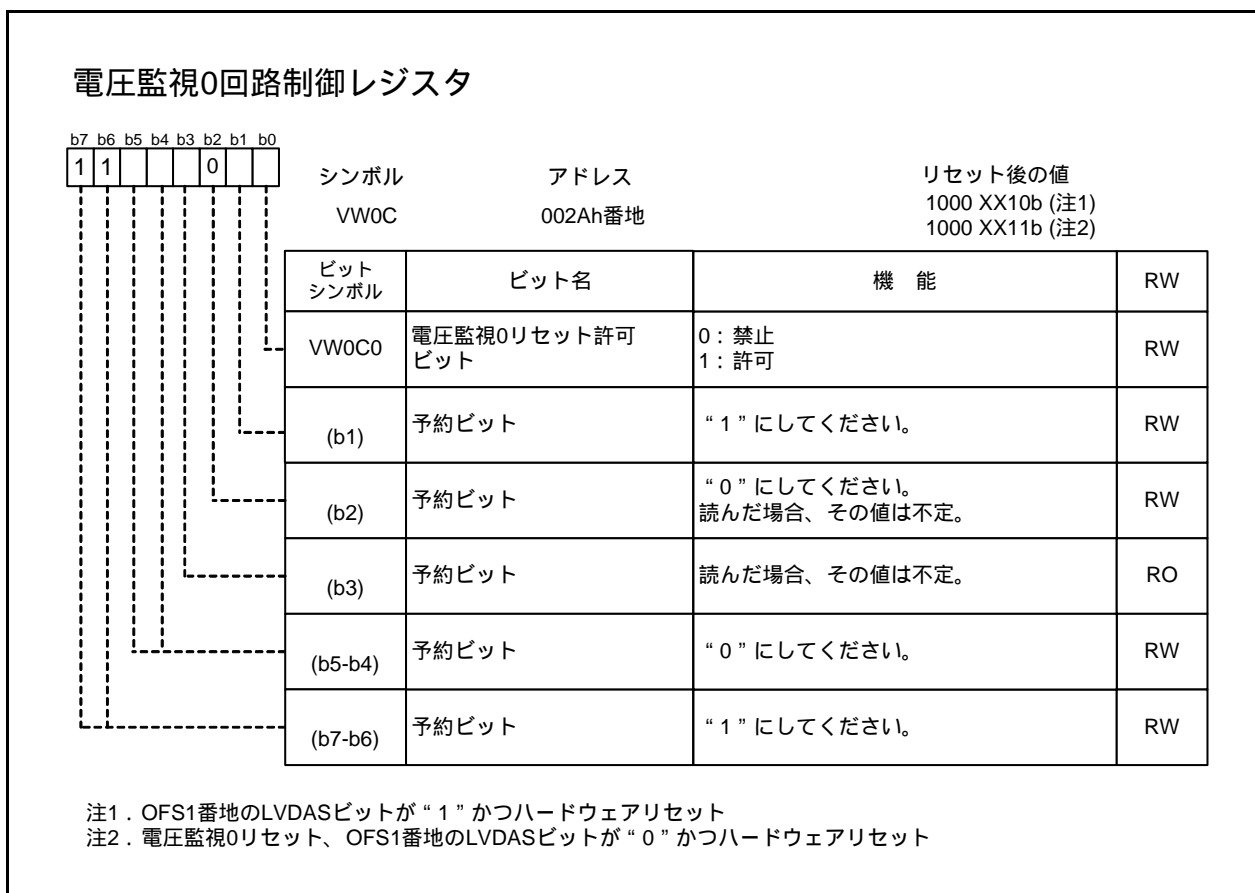 電圧監視0回路制御レジスタ
b7 b6 b5 b4 b3 b2 b1 b0
1 1 0
シンボル アドレス リセット後の値
VW0C 002Ah番地 1000 XX10b (注1)
1000 XX11b (注2)
ビット
シンボル
ビット名
機 能
RW
VW0C0
電圧監視0リセット許可
ビット
0：禁止
1：許可
RW
(b1)
予約ビット
“1”にしてください。
RW
(b2)
予約ビット
“0”にしてください。
読んだ場合、その値は不定。
RW
(b3)
予約ビット
読んだ場合、その値は不定。
RO
(b5-b4)
予約ビット
“0”にしてください。
RW
(b7-b6)
予約ビット
“1”にしてください。
RW
注1．OFS1番地のLVDASビットが“1”かつハードウェアリセット
注2．電圧監視0リセット、OFS1番地のLVDASビットが“0”かつハードウェアリセット